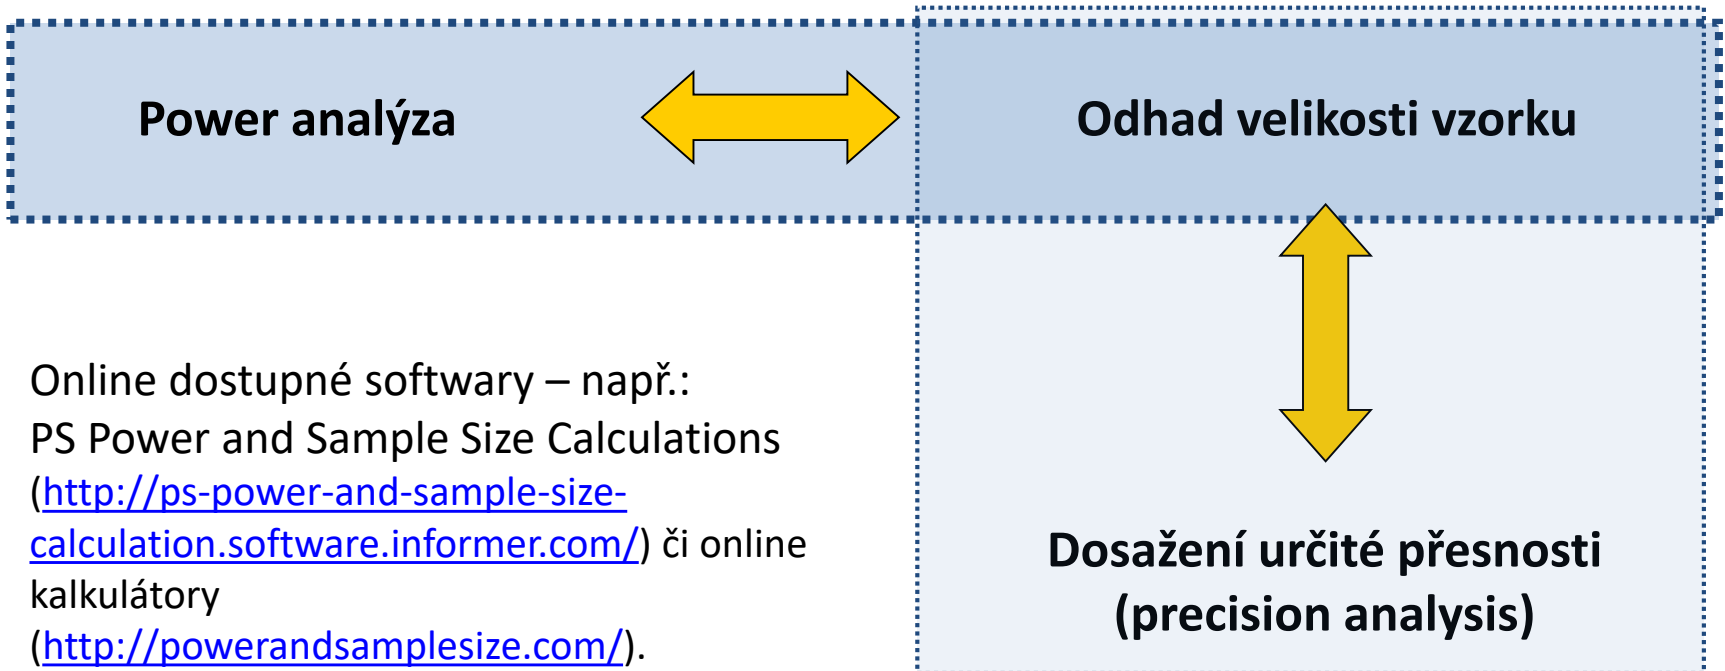 Power analýza
Odhad velikosti vzorku
Online dostupné softwary – např.:
PS Power and Sample Size Calculations
(http://ps-power-and-sample-size-
calculation.software.informer.com/) či online
kalkulátory
(http://powerandsamplesize.com/).
Dosažení určité přesnosti
(precision analysis)